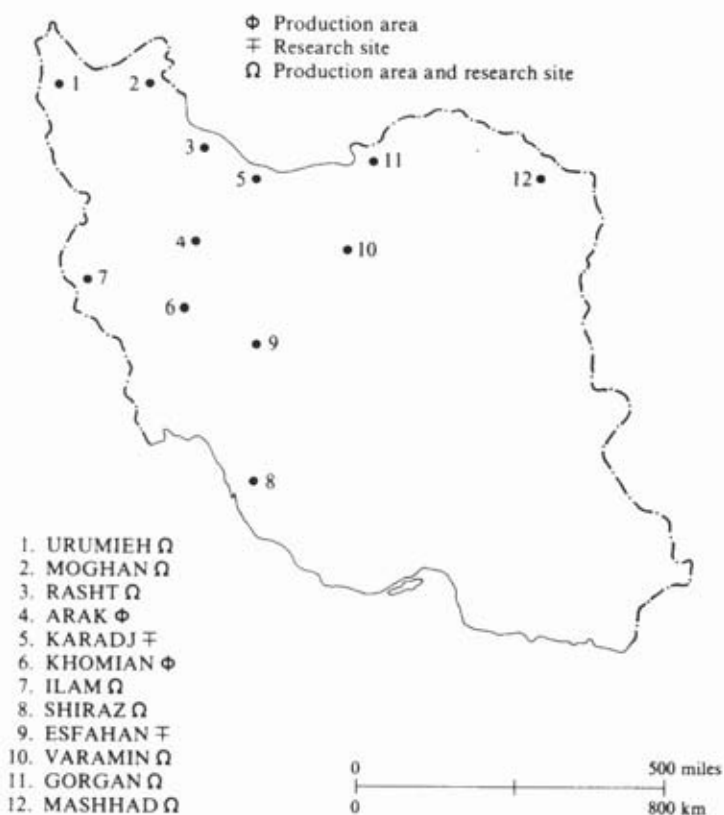 Φ Production area
∓ Research site
Ω Production area and research site
1
2
3
11
5
12
4
10
7
6
9
8
1. URUMIEH Ω
2. MOGHAN Ω
3. RASHT Ω
4. ARAK Φ
5. KARADJ ∓
6. KHOMIAN Φ
7. ILAM Ω
8. SHIRAZ Ω
9. ESFAHAN ∓
10. VARAMIN Ω
11. GORGAN Ω
12. MASHHAD Ω
0 500 miles
0 800 km